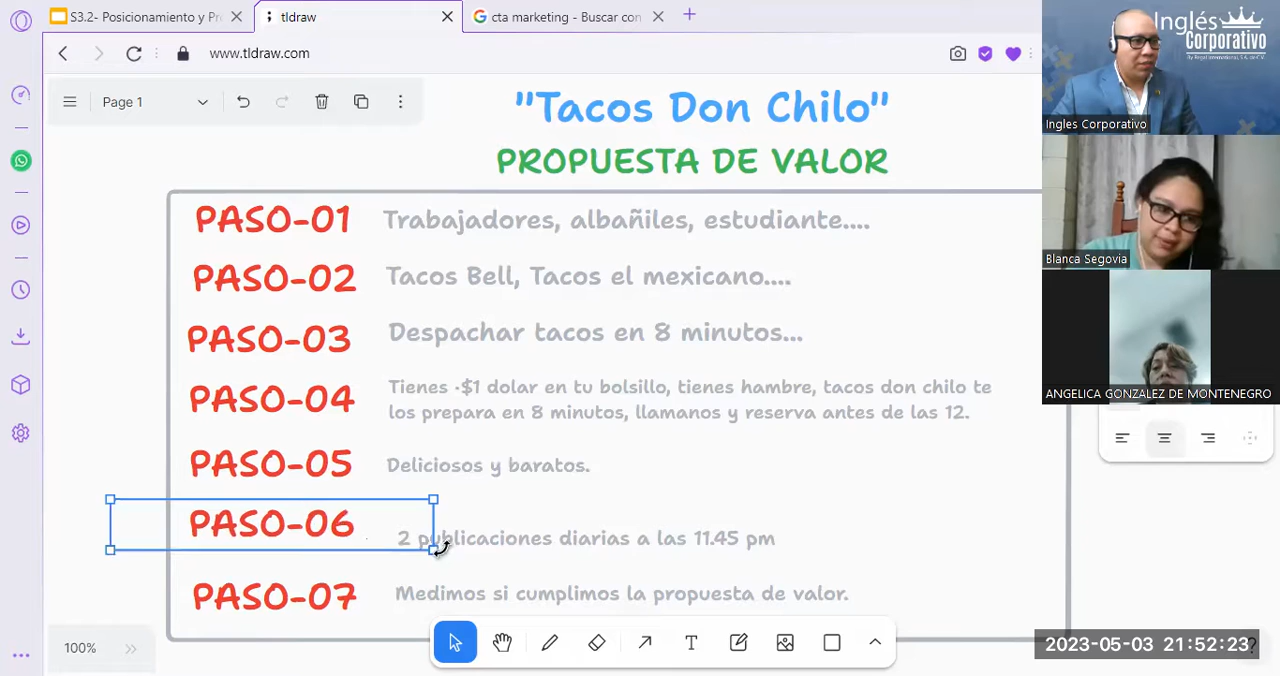 S3.2- Posicionamiento y Pr
tldraw
cta marketing - Buscar con
www.tldraw.com
Page 1
"Tacos Don Chilo"
PROPUESTA DE VALOR
PASO-01 Trabajadores, albañiles, estudiante....
PASO-02 Tacos Bell, Tacos el mexicano....
PASO-03 Despachar tacos en 8 minutos...
PASO-04 Tienes -$1 dolar en tu bolsillo, tienes hambre, tacos don chilo te
los prepara en 8 minutos, llamanos y reserva antes de las 12.
PASO-05 Deliciosos y baratos.
PASO-06 2 publicaciones diarias a las 11.45 pm
PASO-07 Medimos si cumplimos la propuesta de valor.
100%
T
Inglés
Corporativo
Ingles Corporativo
Blanca Segovia
ANGELICA GONZALEZ DE MONTENEGRO
2023-05-03 21:52:23
?